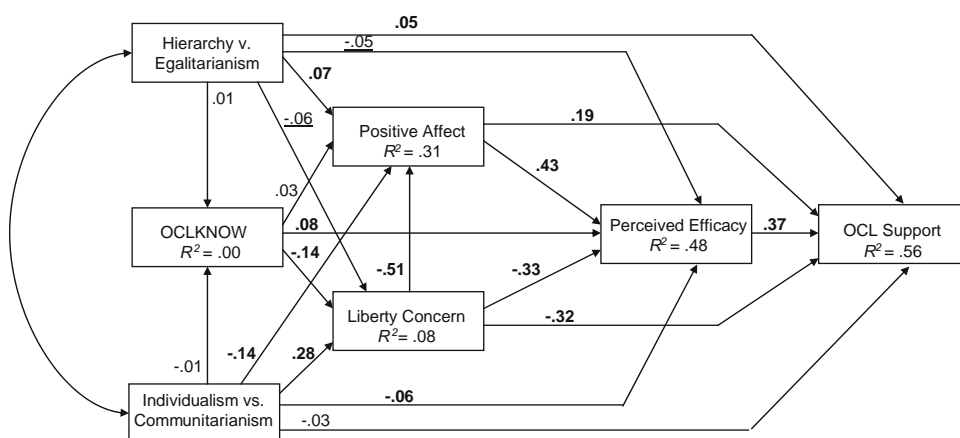 .05
Hierarchy v.
Egalitarianism
-.05
.07
.01
-.06
Positive Affect
R² = .31
.19
.43
.03
OCLKNOW
R² = .00
.08
-.14
Perceived Efficacy
R² = .48
.37
OCL Support
R² = .56
-.51
-.33
Liberty Concern
R² = .08
-.32
-.14
.28
-.01
Individualism vs.
Communitarianism
-.06
-.03